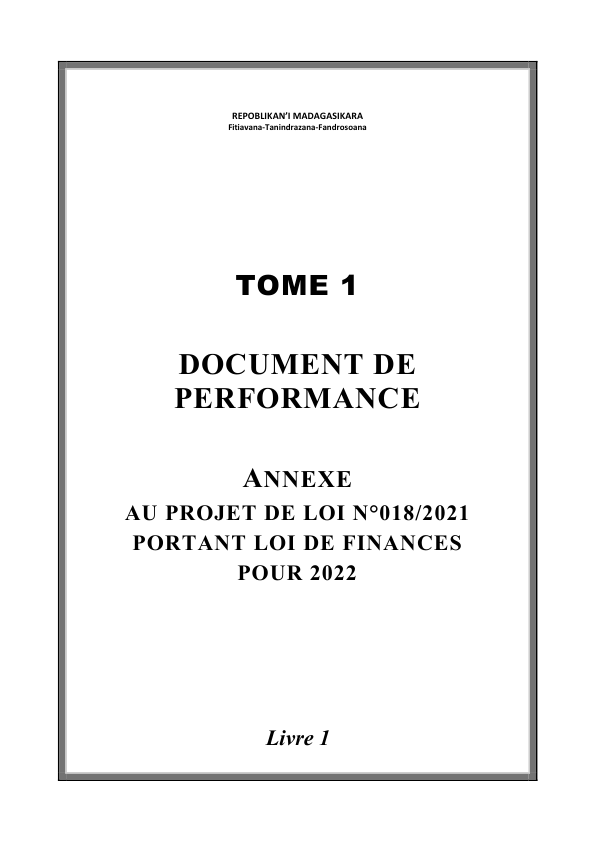 REPOBLIKAN'I MADAGASIKARA
Fitiavana-Tanindrazana-Fandrosoana
TOME 1
DOCUMENT DE
PERFORMANCE
ANNEXE
AU PROJET DE LOI N°018/2021
PORTANT LOI DE FINANCES
POUR 2022
Livre 1